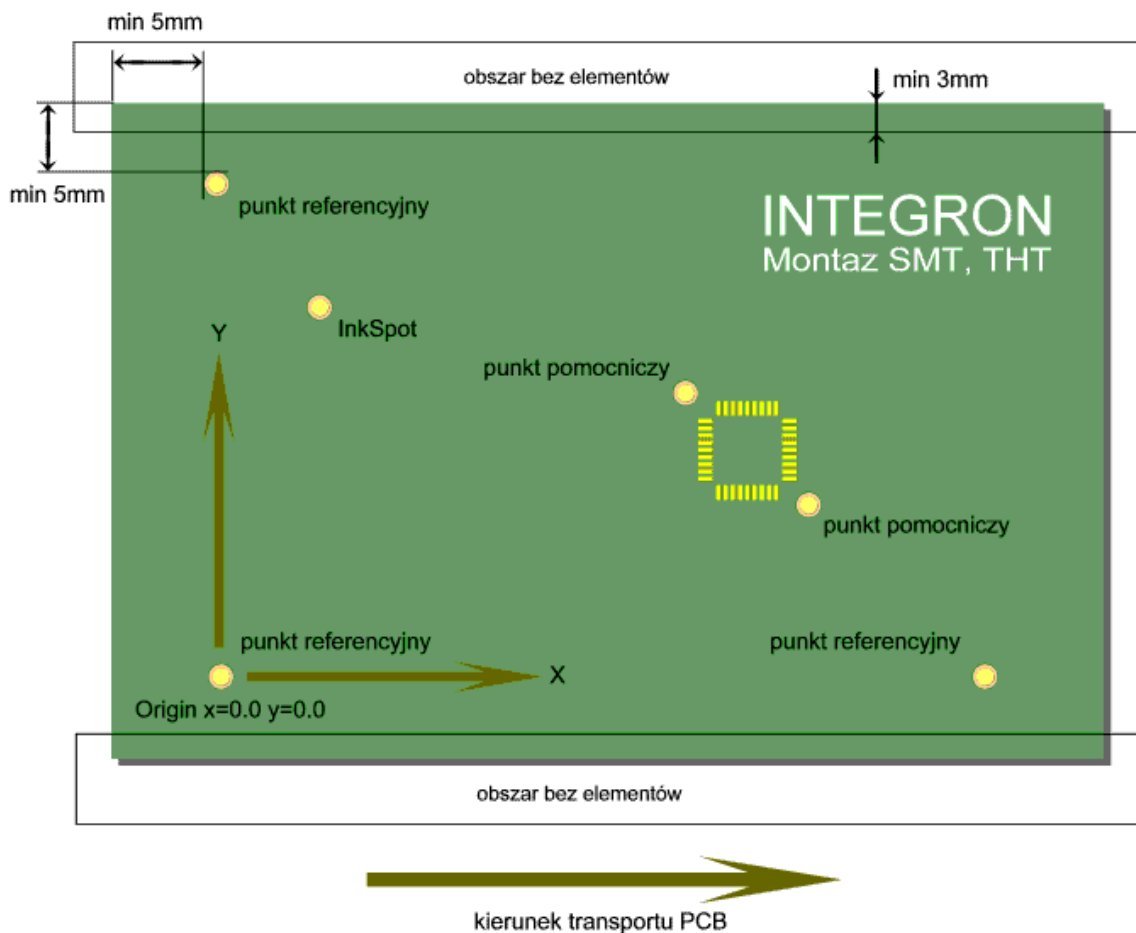 min 5mm
obszar bez elementów
min 3mm
min 5mm
punkt referencyjny
INTEGRON
Montaz SMT, THT
InkSpot
Y
punkt pomocniczy
punkt pomocniczy
punkt referencyjny
punkt referencyjny
X
Origin x=0.0 y=0.0
obszar bez elementów
kierunek transportu PCB